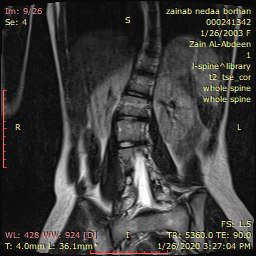 Im: 9/26
Se: 4
S
zainab nedaa borhan
000241342
1/26/2003 F
Zain AL-Abdeen
1
l-spine^library
t2_tse_cor
whole spine
whole spine
R
L
WL: 428 WW: 924 [D]
T: 4.0mm L: 36.1mm
I
FS: 1.5
TR: 5360.0 TE: 90.0
1/26/2020 3:27:04 PM